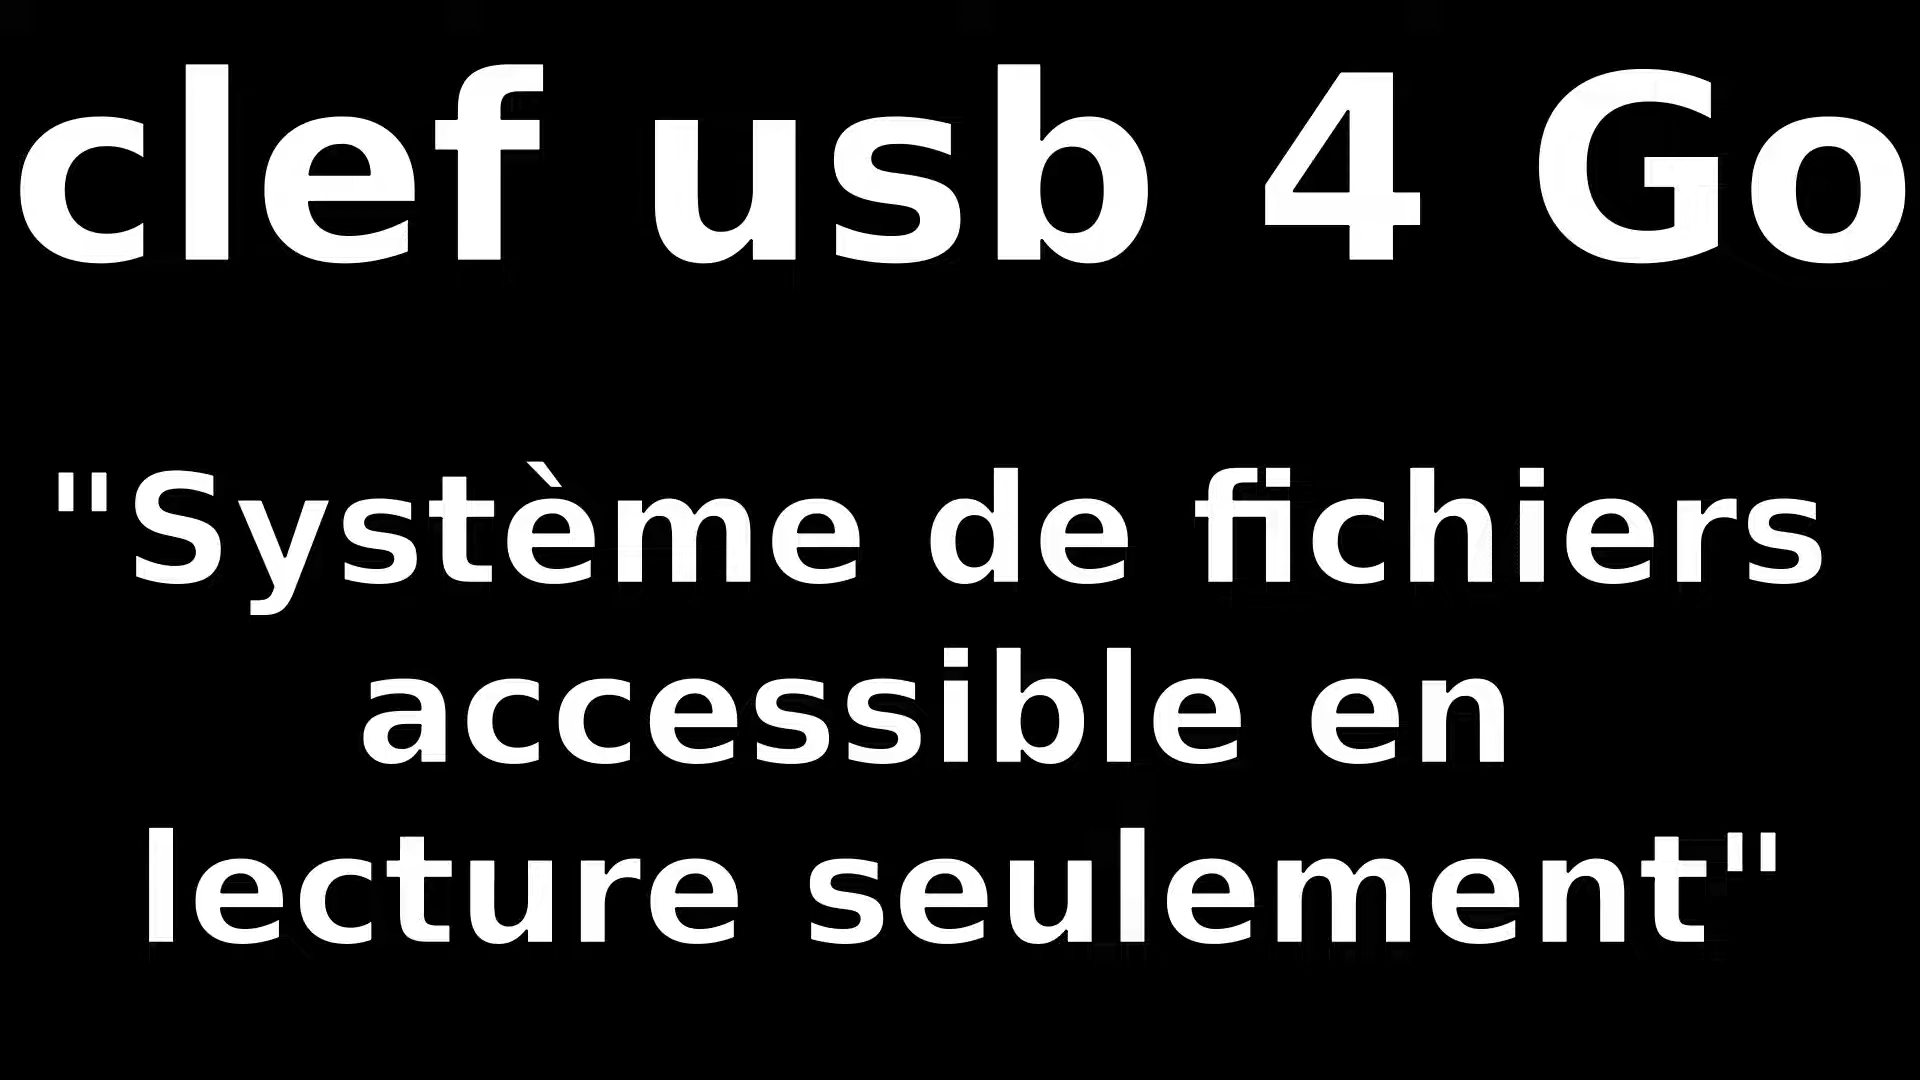 clef usb 4 Go
"Système de fichiers
accessible en
lecture seulement"